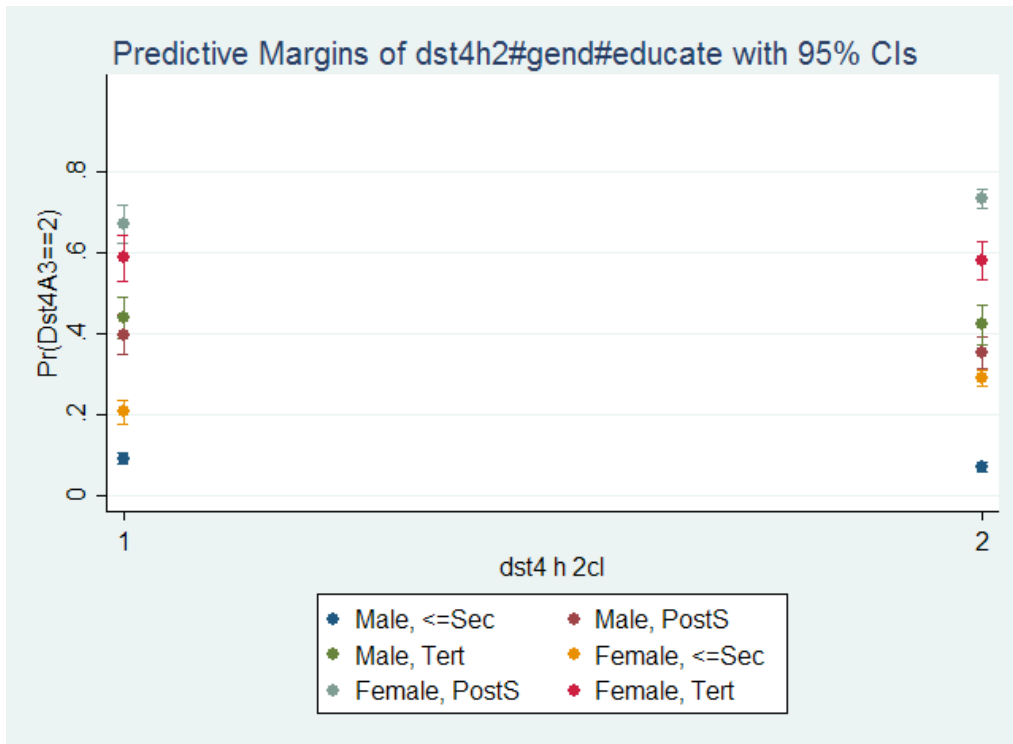 Predictive Margins of dst4h2#gend#educate with 95% CIs
Pr(Dst4A3==2)
.8
.6
.4
.2
0
1 2
dst4 h 2cl
Male, <=Sec Male, PostS
Male, Tert Female, <=Sec
Female, PostS Female, Tert